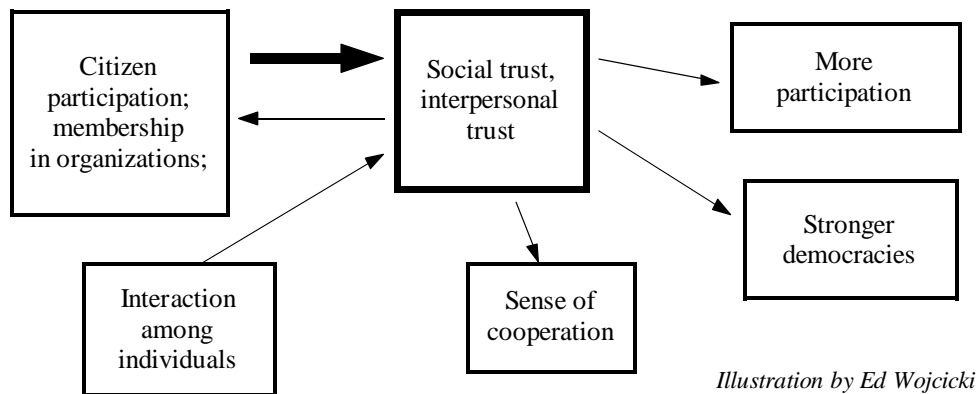 Citizen
participation;
membership
in organizations;
Social trust,
interpersonal
trust
More
participation
Stronger
democracies
Interaction
among
individuals
Sense of
cooperation
Illustration by Ed Wojcicki